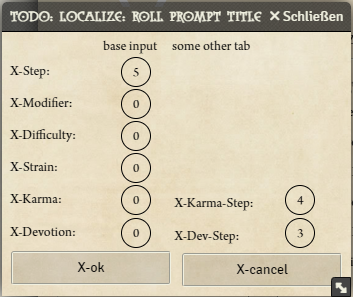 TODO: LOCALIZE: ROLL PROMPT TITLE × Schließen
base input some other tab
X-Step: 5
X-Modifier: 0
X-Difficulty: 0
X-Strain: 0
X-Karma: 0 X-Karma-Step: 4
X-Devotion: 0 X-Dev-Step: 3
X-ok X-cancel